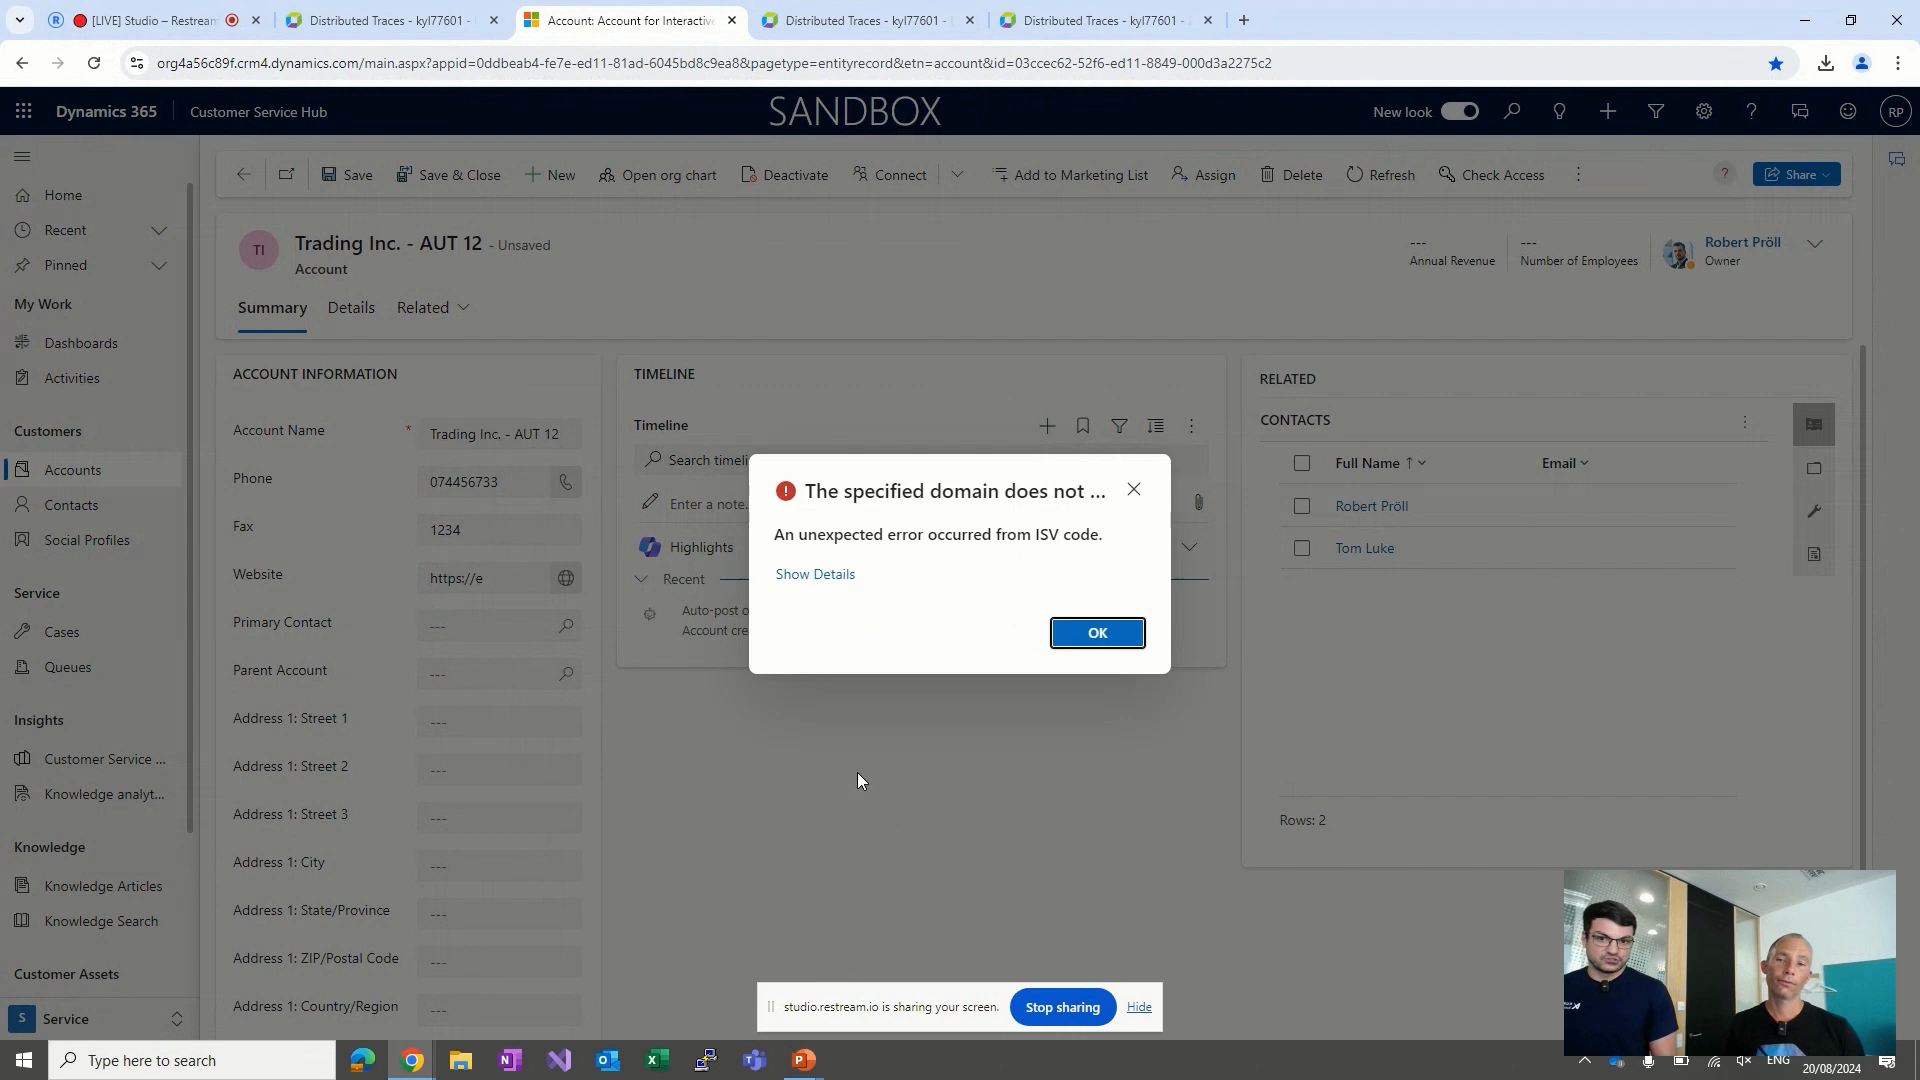 [LIVE] Studio – Restream
Distributed Traces - kyl77601 -
Account: Account for Interactive
Distributed Traces - kyl77601 -
Distributed Traces - kyl77601 -
org4a56c89f.crm4.dynamics.com/main.aspx?appid=0ddbeab4-fe7e-ed11-81ad-6045bd8c9ea8&pagetype=entityrecord&etn=account&id=03ccec62-52f6-ed11-8849-000d3a2275c2
Dynamics 365
Customer Service Hub
SANDBOX
New look
RP
Save
Save & Close
New
Open org chart
Deactivate
Connect
Add to Marketing List
Assign
Delete
Refresh
Check Access
Share
Home
Recent
Pinned
My Work
Dashboards
Activities
Customers
Accounts
Contacts
Social Profiles
Service
Cases
Queues
Insights
Customer Service ...
Knowledge analyt...
Knowledge
Knowledge Articles
Knowledge Search
Customer Assets
S
Service
TI
Trading Inc. - AUT 12 - Unsaved
Account
---
Annual Revenue
---
Number of Employees
Robert Pröll
Owner
Summary
Details
Related
ACCOUNT INFORMATION
Account Name
*
Trading Inc. - AUT 12
Phone
074456733
Fax
1234
Website
https://e
Primary Contact
---
Parent Account
---
Address 1: Street 1
---
Address 1: Street 2
---
Address 1: Street 3
---
Address 1: City
---
Address 1: State/Province
---
Address 1: ZIP/Postal Code
---
Address 1: Country/Region
---
TIMELINE
Timeline
Search timeli
Enter a note.
Highlights
Recent
Auto-post o
Account cre
The specified domain does not ...
An unexpected error occurred from ISV code.
Show Details
OK
RELATED
CONTACTS
Full Name
Email
Robert Pröll
Tom Luke
Rows: 2
studio.restream.io is sharing your screen.
Stop sharing
Hide
Type here to search
ENG
20/08/2024